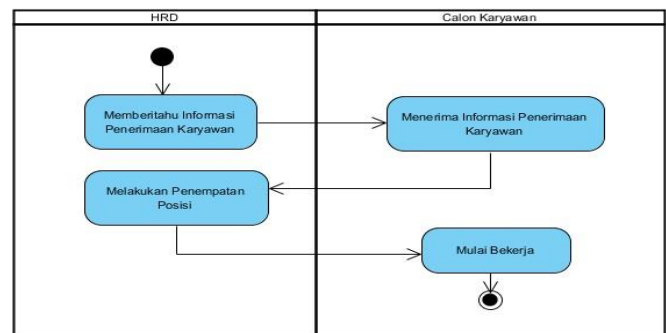 HRD
Calon Karyawan
Memberitahu Informasi
Penerimaan Karyawan
Menerima Informasi Penerimaan
Karyawan
Melakukan Penempatan
Posisi
Mulai Bekerja